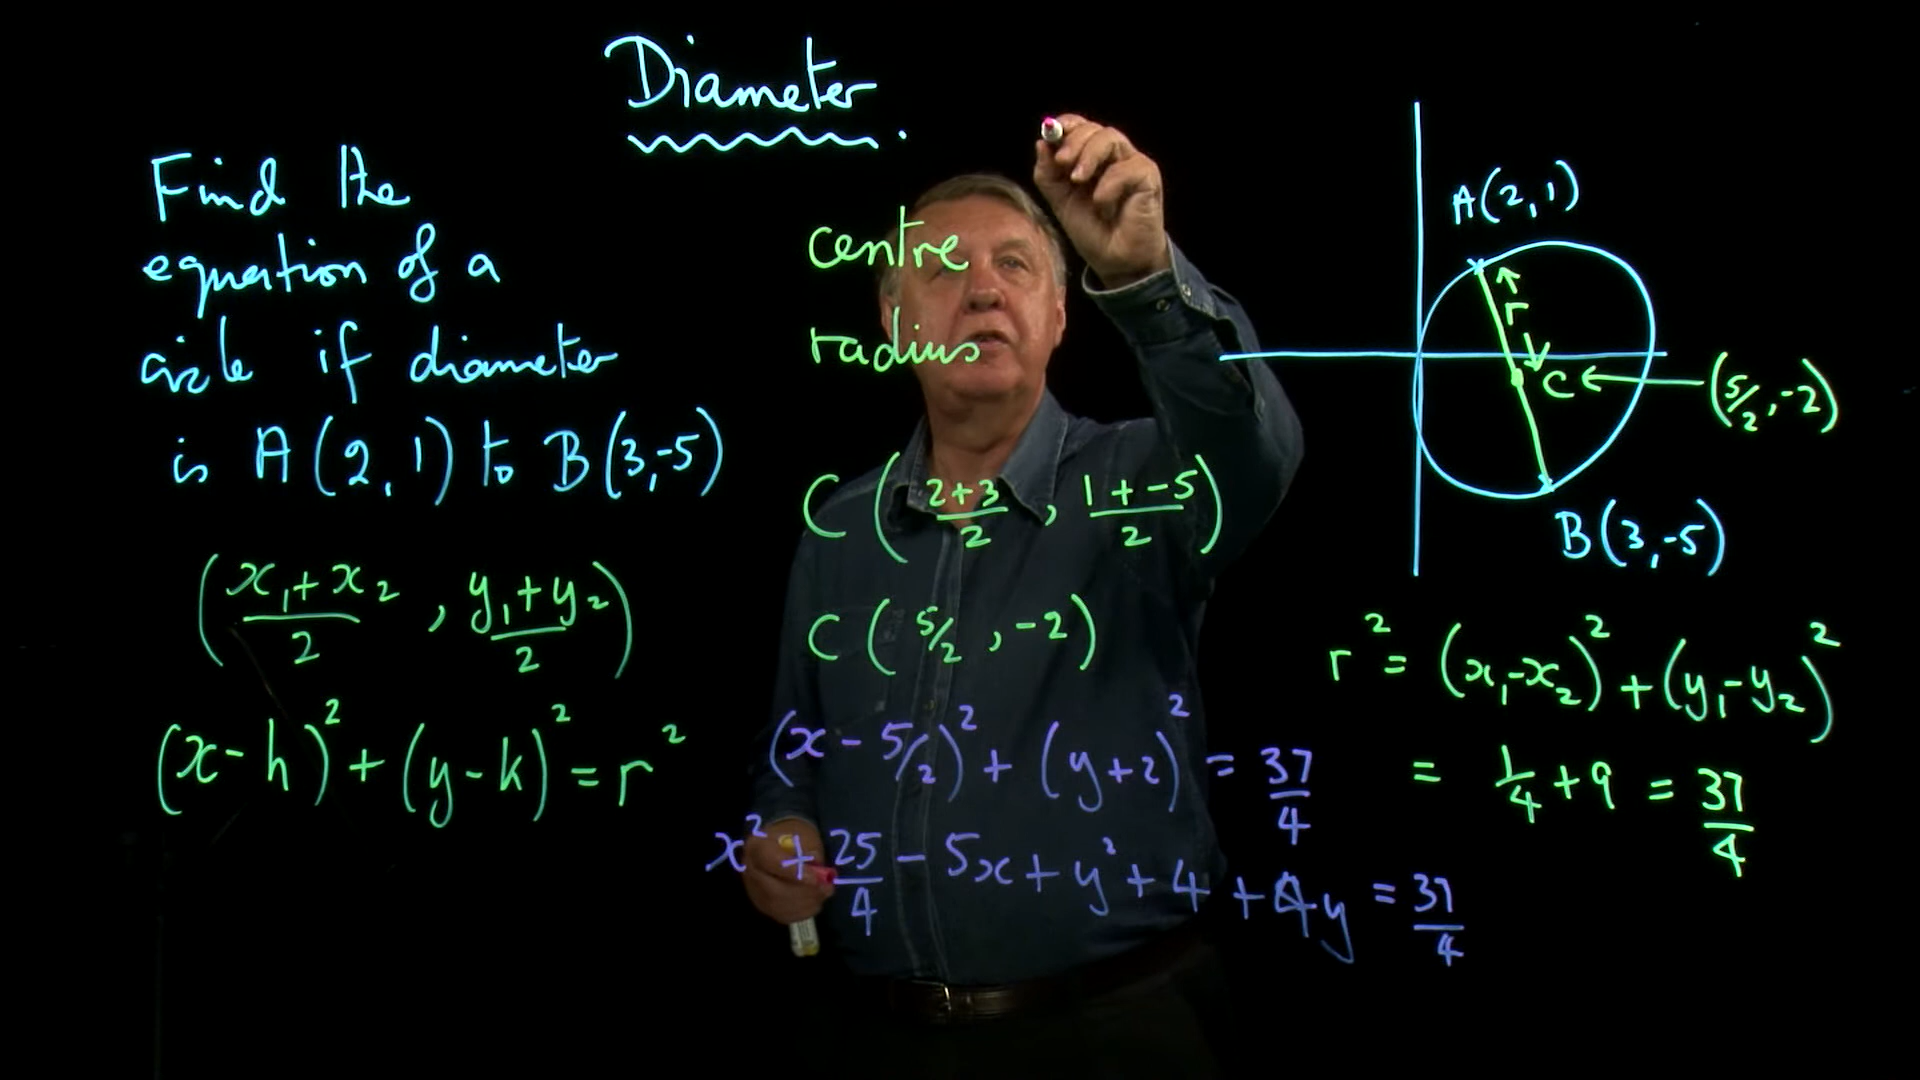 Diameter
Find the
equation of a
circle if diameter
is A(2,1) to B(3,-5)
(x₁+x₂/2, y₁+y₂/2)
(x-h)²+(y-k)²=r²
centre
radius
C(2+3/2, 1+-5/2)
C(5/2, -2)
(x-5/2)²+(y+2)²=37/4
x²+25/4-5x+y²+4+4y=37/4
A(2,1)
r
C
(5/2, -2)
B(3,-5)
r²=(x₁-x₂)²+(y₁-y₂)²
=1/4+9=37/4